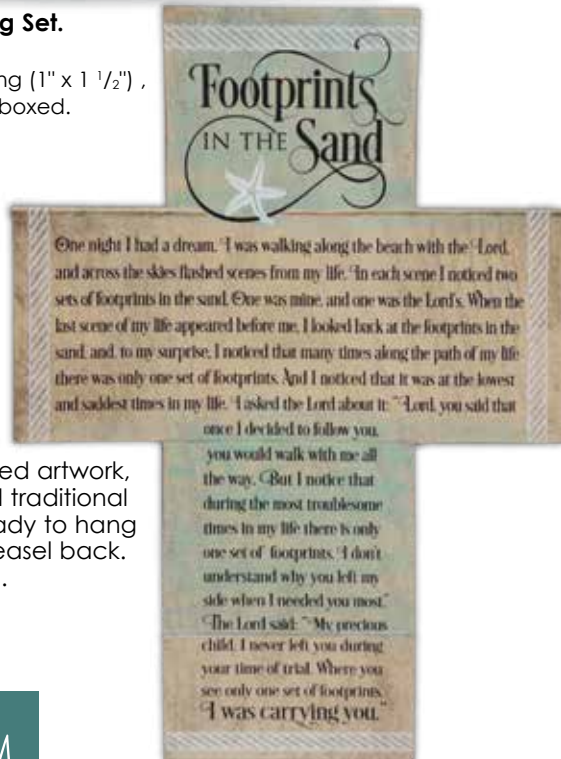 g Set.
ng (1" x 1 1/2") ,
boxed.
Footprints
IN THE Sand
One night I had a dream. I was walking along the beach with the Lord,
and across the skies flashed scenes from my life. In each scene I noticed two
sets of footprints in the sand. One was mine, and one was the Lord's. When the
last scene of my life appeared before me, I looked back at the footprints in the
sand, and, to my surprise, I noticed that many times along the path of my life
there was only one set of footprints. And I noticed that it was at the lowest
and saddest times in my life. I asked the Lord about it: "Lord, you said that
once I decided to follow you,
you would walk with me all
the way. But I notice that
during the most troublesome
times in my life there is only
one set of footprints. I don't
understand why you left my
side when I needed you most."
The Lord said: "My precious
child, I never left you during
your time of trial. Where you
see only one set of footprints,
I was carrying you."
ed artwork,
d traditional
ady to hang
easel back.
.
M